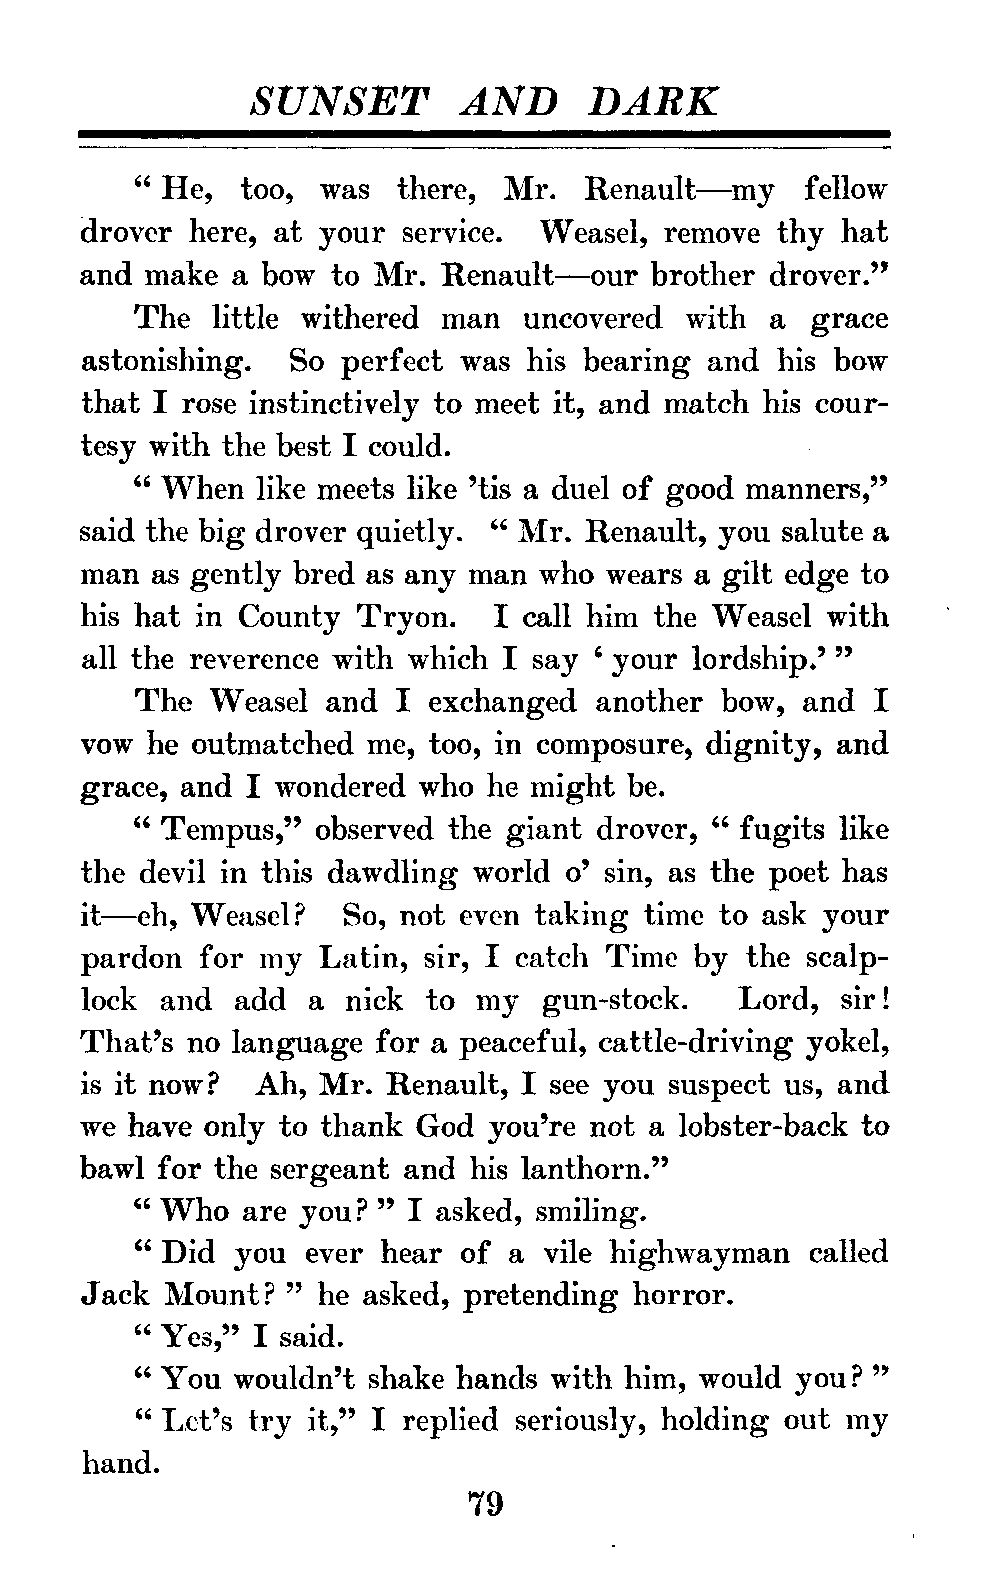 SUNSET AND DARK
“ He, too, was there, Mr. Renault—my fellow
drover here, at your service. Weasel, remove thy hat
and make a bow to Mr. Renault—our brother drover.”
The little withered man uncovered with a grace
astonishing. So perfect was his bearing and his bow
that I rose instinctively to meet it, and match his cour-
tesy with the best I could.
“ When like meets like ’tis a duel of good manners,”
said the big drover quietly. “ Mr. Renault, you salute a
man as gently bred as any man who wears a gilt edge to
his hat in County Tryon. I call him the Weasel with
all the reverence with which I say ‘ your lordship.’ ”
The Weasel and I exchanged another bow, and I
vow he outmatched me, too, in composure, dignity, and
grace, and I wondered who he might be.
“ Tempus,” observed the giant drover, “ fugits like
the devil in this dawdling world o’ sin, as the poet has
it—eh, Weasel? So, not even taking time to ask your
pardon for my Latin, sir, I catch Time by the scalp-
lock and add a nick to my gun-stock. Lord, sir!
That’s no language for a peaceful, cattle-driving yokel,
is it now? Ah, Mr. Renault, I see you suspect us, and
we have only to thank God you’re not a lobster-back to
bawl for the sergeant and his lanthorn.”
“ Who are you? ” I asked, smiling.
“ Did you ever hear of a vile highwayman called
Jack Mount? ” he asked, pretending horror.
“ Yes,” I said.
“ You wouldn’t shake hands with him, would you? ”
“ Let’s try it,” I replied seriously, holding out my
hand.
79